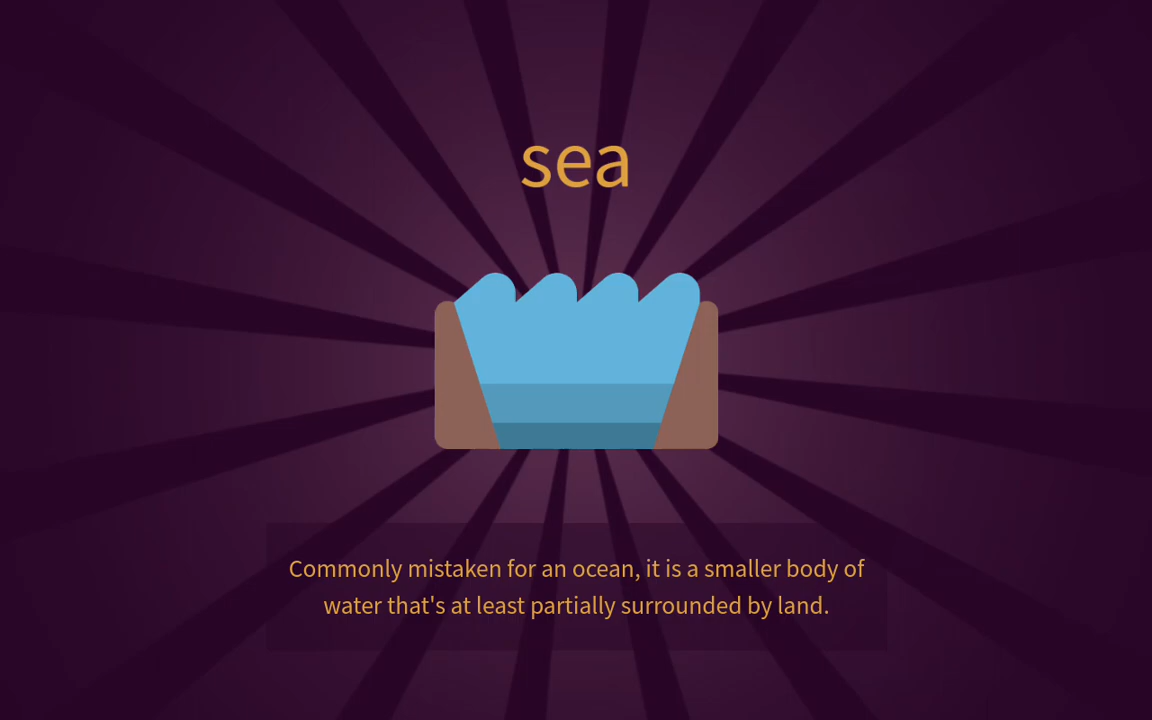 sea
Commonly mistaken for an ocean, it is a smaller body of
water that's at least partially surrounded by land.